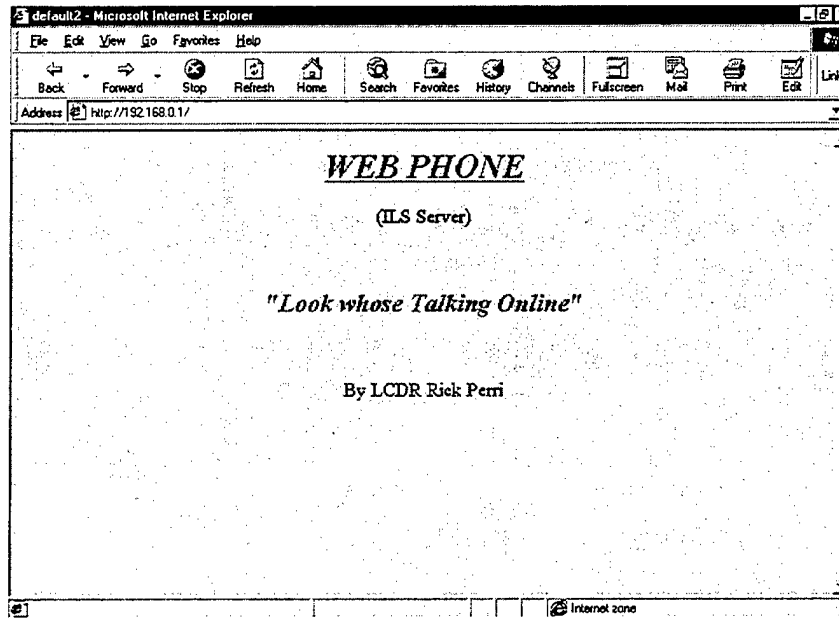 default2 - Microsoft Internet Explorer
File Edit View Go Favorites Help
Back Forward Stop Refresh Home Search Favorites History Channels Fullscreen Mail Print Edit Link
Address http://192.168.0.1/
WEB PHONE
(ILS Server)
"Look whose Talking Online"
By LCDR Rick Perri
Internet zone